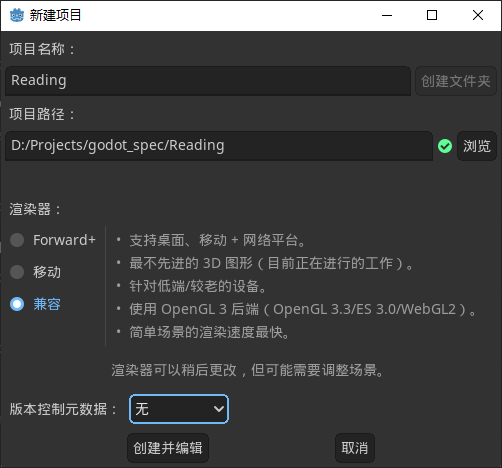 新建项目
项目名称：
Reading 创建文件夹
项目路径：
D:/Projects/godot_spec/Reading 浏览
渲染器：
Forward+
移动
兼容
• 支持桌面、移动 + 网络平台。
• 最不先进的 3D 图形（目前正在进行的工作）。
• 针对低端/较老的设备。
• 使用 OpenGL 3 后端（OpenGL 3.3/ES 3.0/WebGL2）。
• 简单场景的渲染速度最快。
渲染器可以稍后更改，但可能需要调整场景。
版本控制元数据： 无
创建并编辑 取消